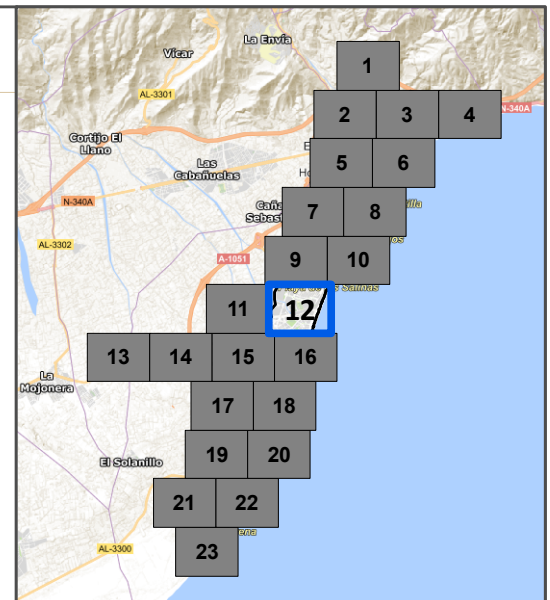 La Envia
Vícar
1
AL-3301
2
3
4
N-340A
Cortijo El
Llano
Las
Cabañuelas
5
6
N-340A
7
8
AL-3302
A-1051
9
10
11
12
13
14
15
16
La
Mojonera
17
18
El Solanillo
19
20
21
22
AL-3300
23